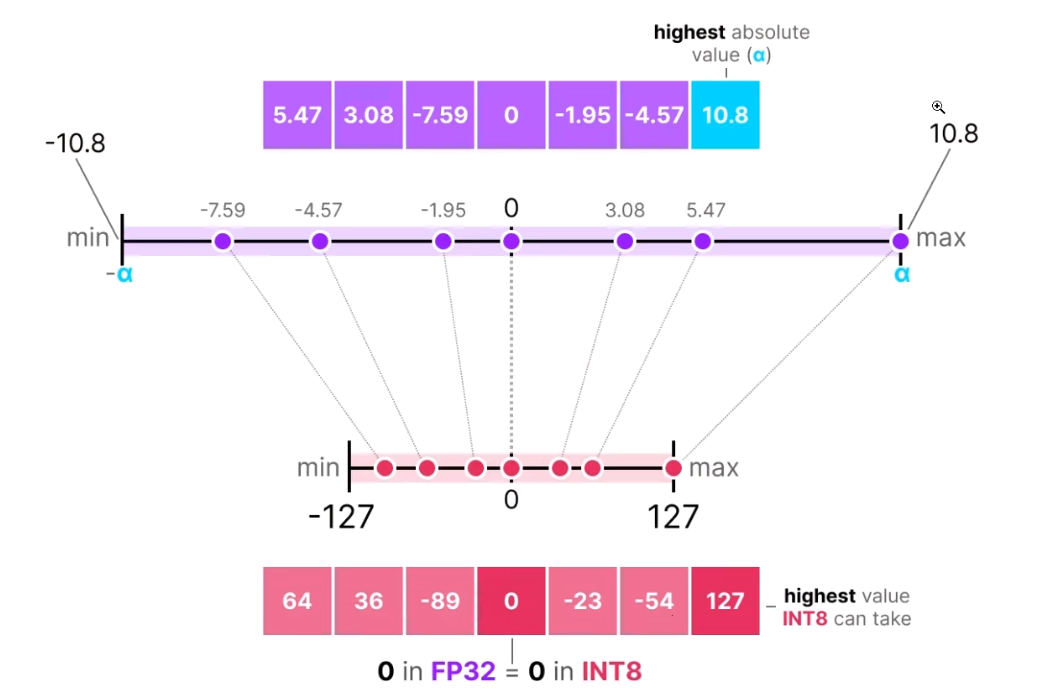 highest absolute
value (α)
5.47 3.08 -7.59 0 -1.95 -4.57 10.8
-10.8 10.8
-7.59 -4.57 -1.95 0 3.08 5.47
min max
-α α
min max
-127 0 127
64 36 -89 0 -23 -54 127
highest value
INT8 can take
0 in FP32 = 0 in INT8